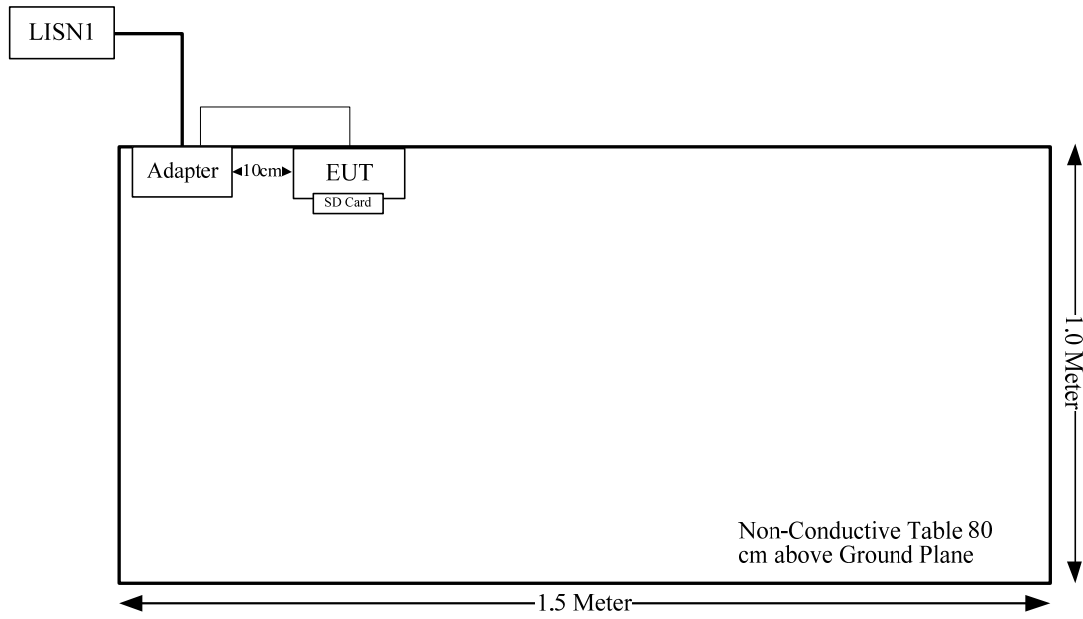 LISN1
Adapter
10cm
EUT
SD Card
1.0 Meter
Non-Conductive Table 80
cm above Ground Plane
1.5 Meter